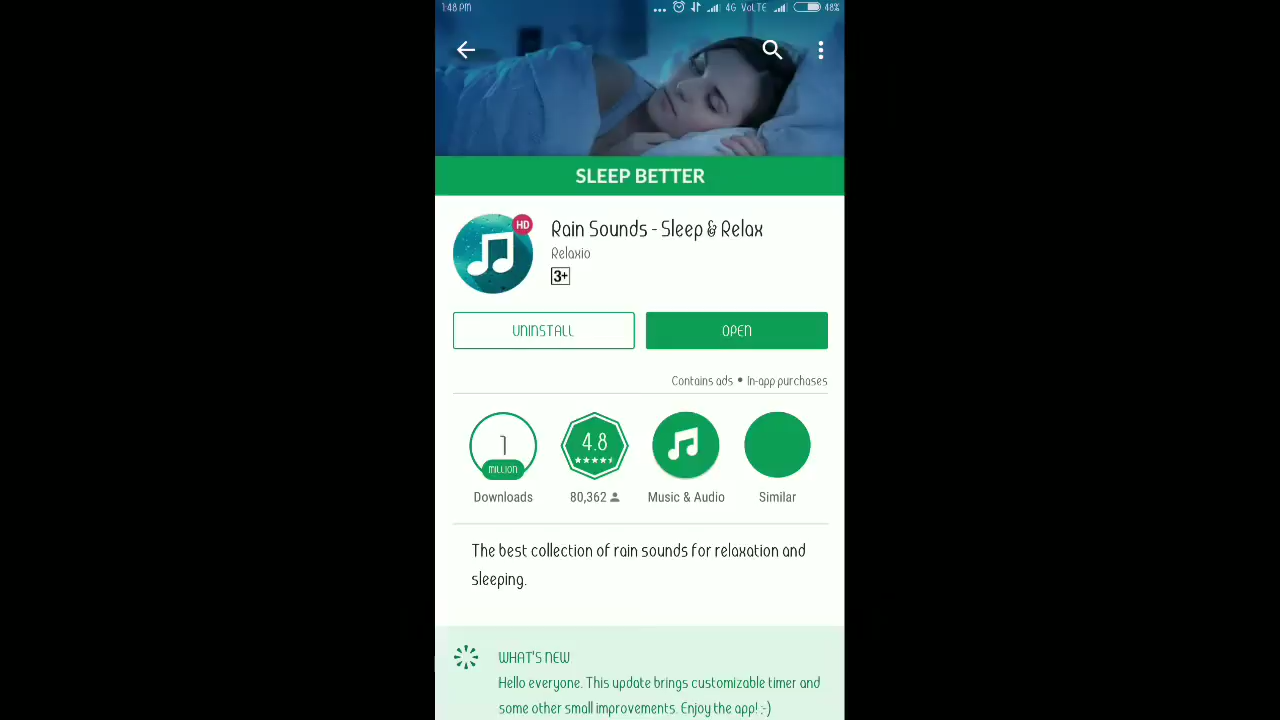 1:48 PM ... 4G VoLTE 48%
SLEEP BETTER
HD
Rain Sounds - Sleep & Relax
Relaxio
3+
UNINSTALL OPEN
Contains ads • In-app purchases
1 4.8
MILLION
Downloads 80,362 Music & Audio Similar
The best collection of rain sounds for relaxation and
sleeping.
WHAT'S NEW
Hello everyone. This update brings customizable timer and
some other small improvements. Enjoy the app! :-)